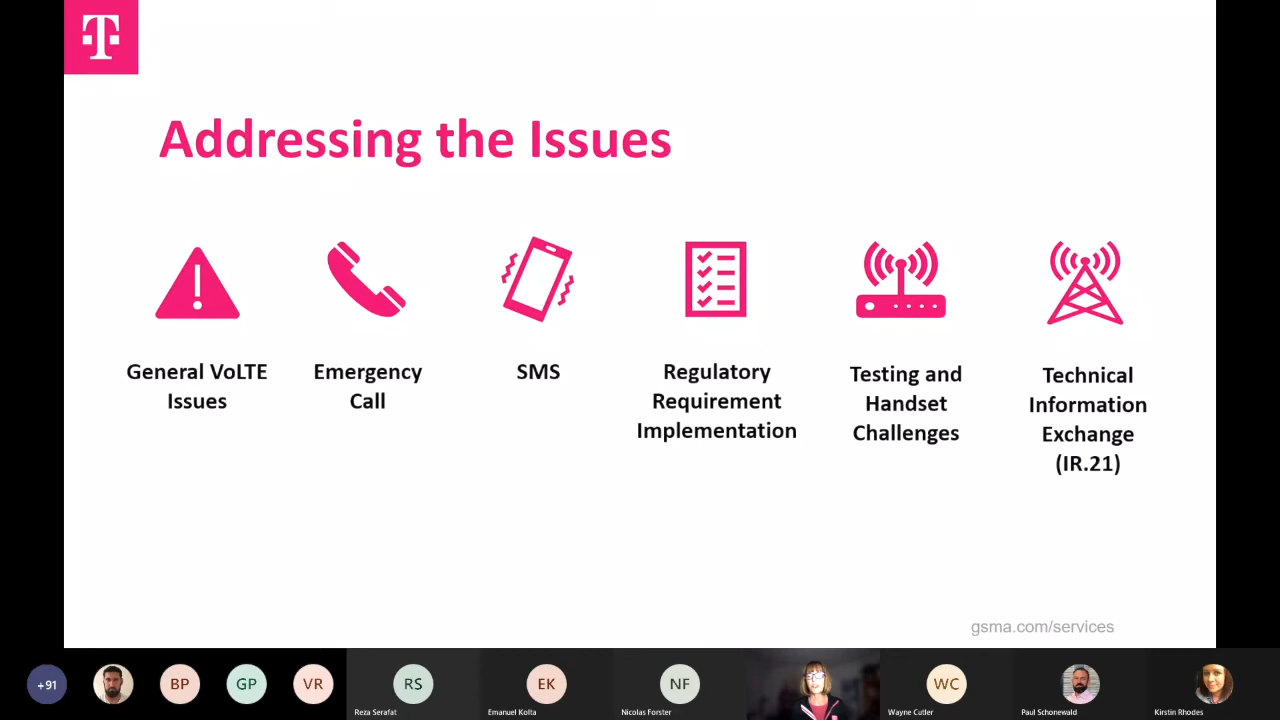 T
Addressing the Issues
General VoLTE
Issues
Emergency
Call
SMS
Regulatory
Requirement
Implementation
Testing and
Handset
Challenges
Technical
Information
Exchange
(IR.21)
gsma.com/services
+91
BP
GP
VR
RS
Reza Serafat
EK
Emanuel Kolta
NF
Nicolas Forster
WC
Wayne Cutler
Paul Schonewald
Kirstin Rhodes